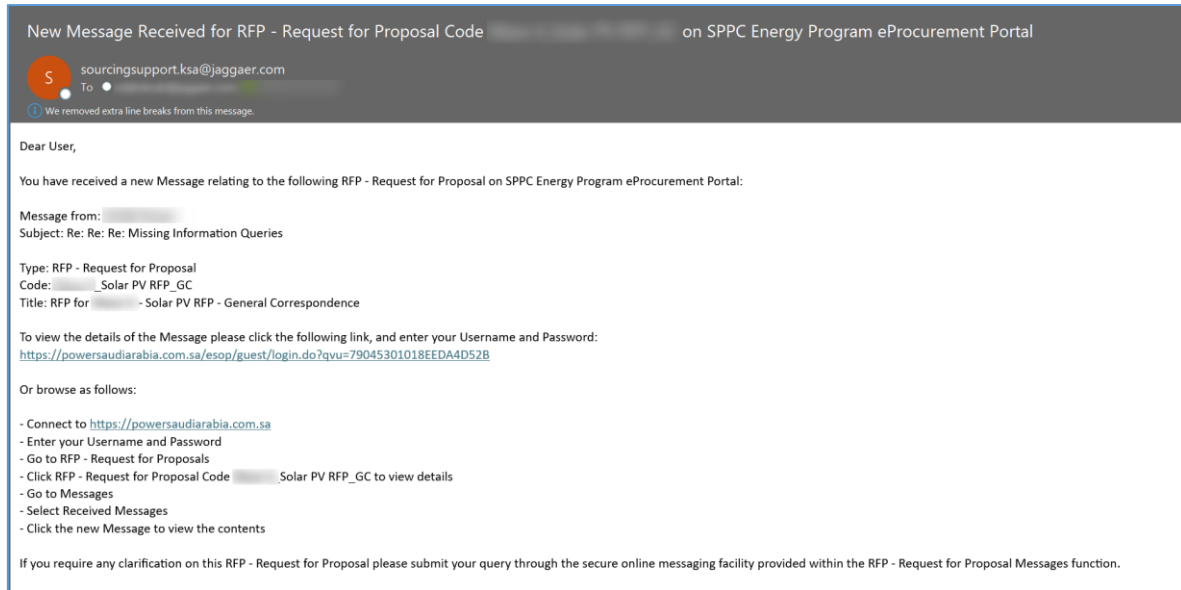 New Message Received for RFP - Request for Proposal Code on SPPC Energy Program eProcurement Portal
S
sourcingsupport.ksa@jaggaer.com
To
We removed extra line breaks from this message.
Dear User,
You have received a new Message relating to the following RFP - Request for Proposal on SPPC Energy Program eProcurement Portal:
Message from:
Subject: Re: Re: Re: Missing Information Queries
Type: RFP - Request for Proposal
Code: _Solar PV RFP_GC
Title: RFP for - Solar PV RFP - General Correspondence
To view the details of the Message please click the following link, and enter your Username and Password:
https://powersaudiarabia.com.sa/esop/guest/login.do?qvu=79045301018EEDA4D52B
Or browse as follows:
- Connect to https://powersaudiarabia.com.sa
- Enter your Username and Password
- Go to RFP - Request for Proposals
- Click RFP - Request for Proposal Code _Solar PV RFP_GC to view details
- Go to Messages
- Select Received Messages
- Click the new Message to view the contents
If you require any clarification on this RFP - Request for Proposal please submit your query through the secure online messaging facility provided within the RFP - Request for Proposal Messages function.